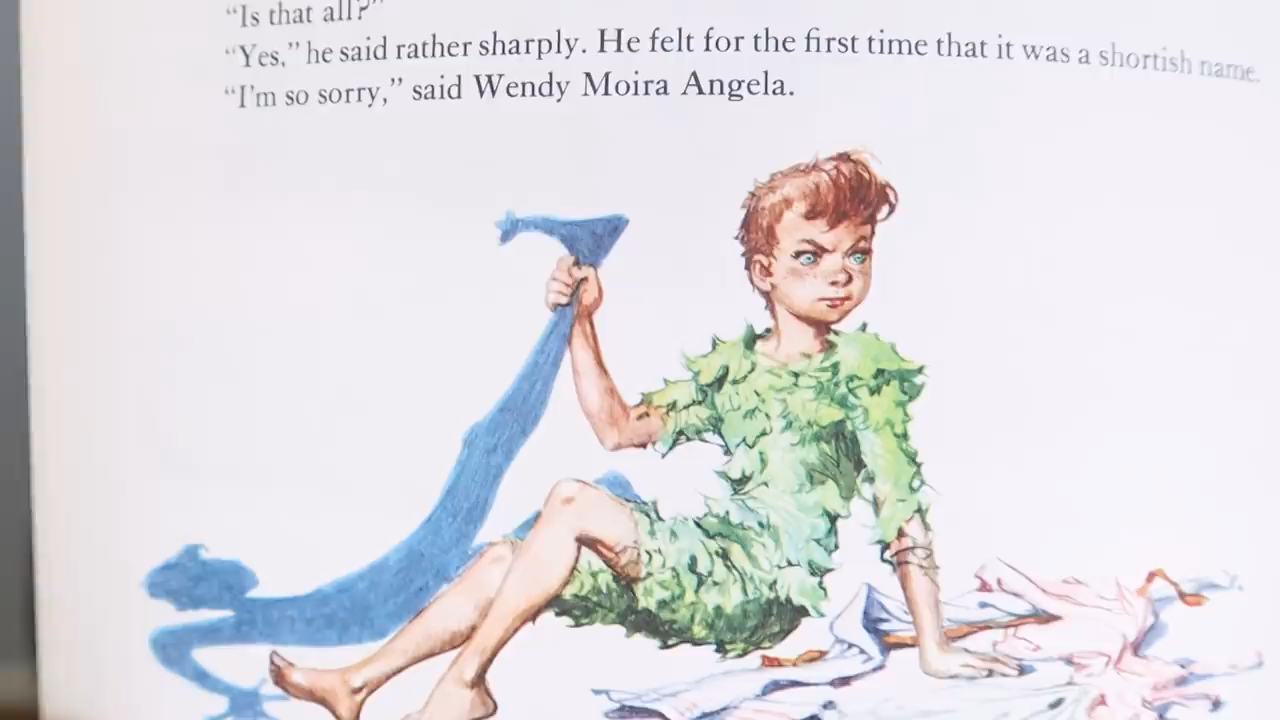 “Is that all?”
“Yes,” he said rather sharply. He felt for the first time that it was a shortish name.
“I'm so sorry,” said Wendy Moira Angela.